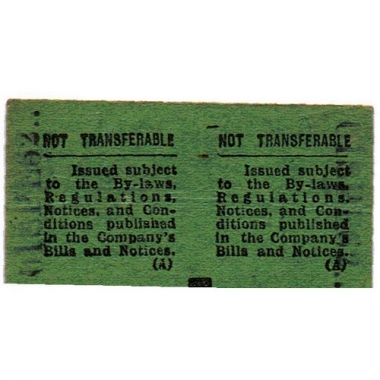 NOT TRANSFERABLE
Issued subject
to the By-laws,
Regulations,
Notices, and Con-
ditions published
in the Company's
Bills and Notices.
(A)
NOT TRANSFERABLE
Issued subject
to the By-laws,
Regulations,
Notices, and Con-
ditions published
in the Company's
Bills and Notices.
(A)